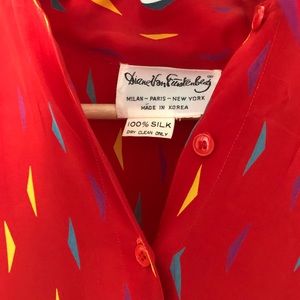 Diane Von Furstenberg
MILAN - PARIS - NEW YORK
MADE IN KOREA
100% SILK
DRY CLEAN ONLY